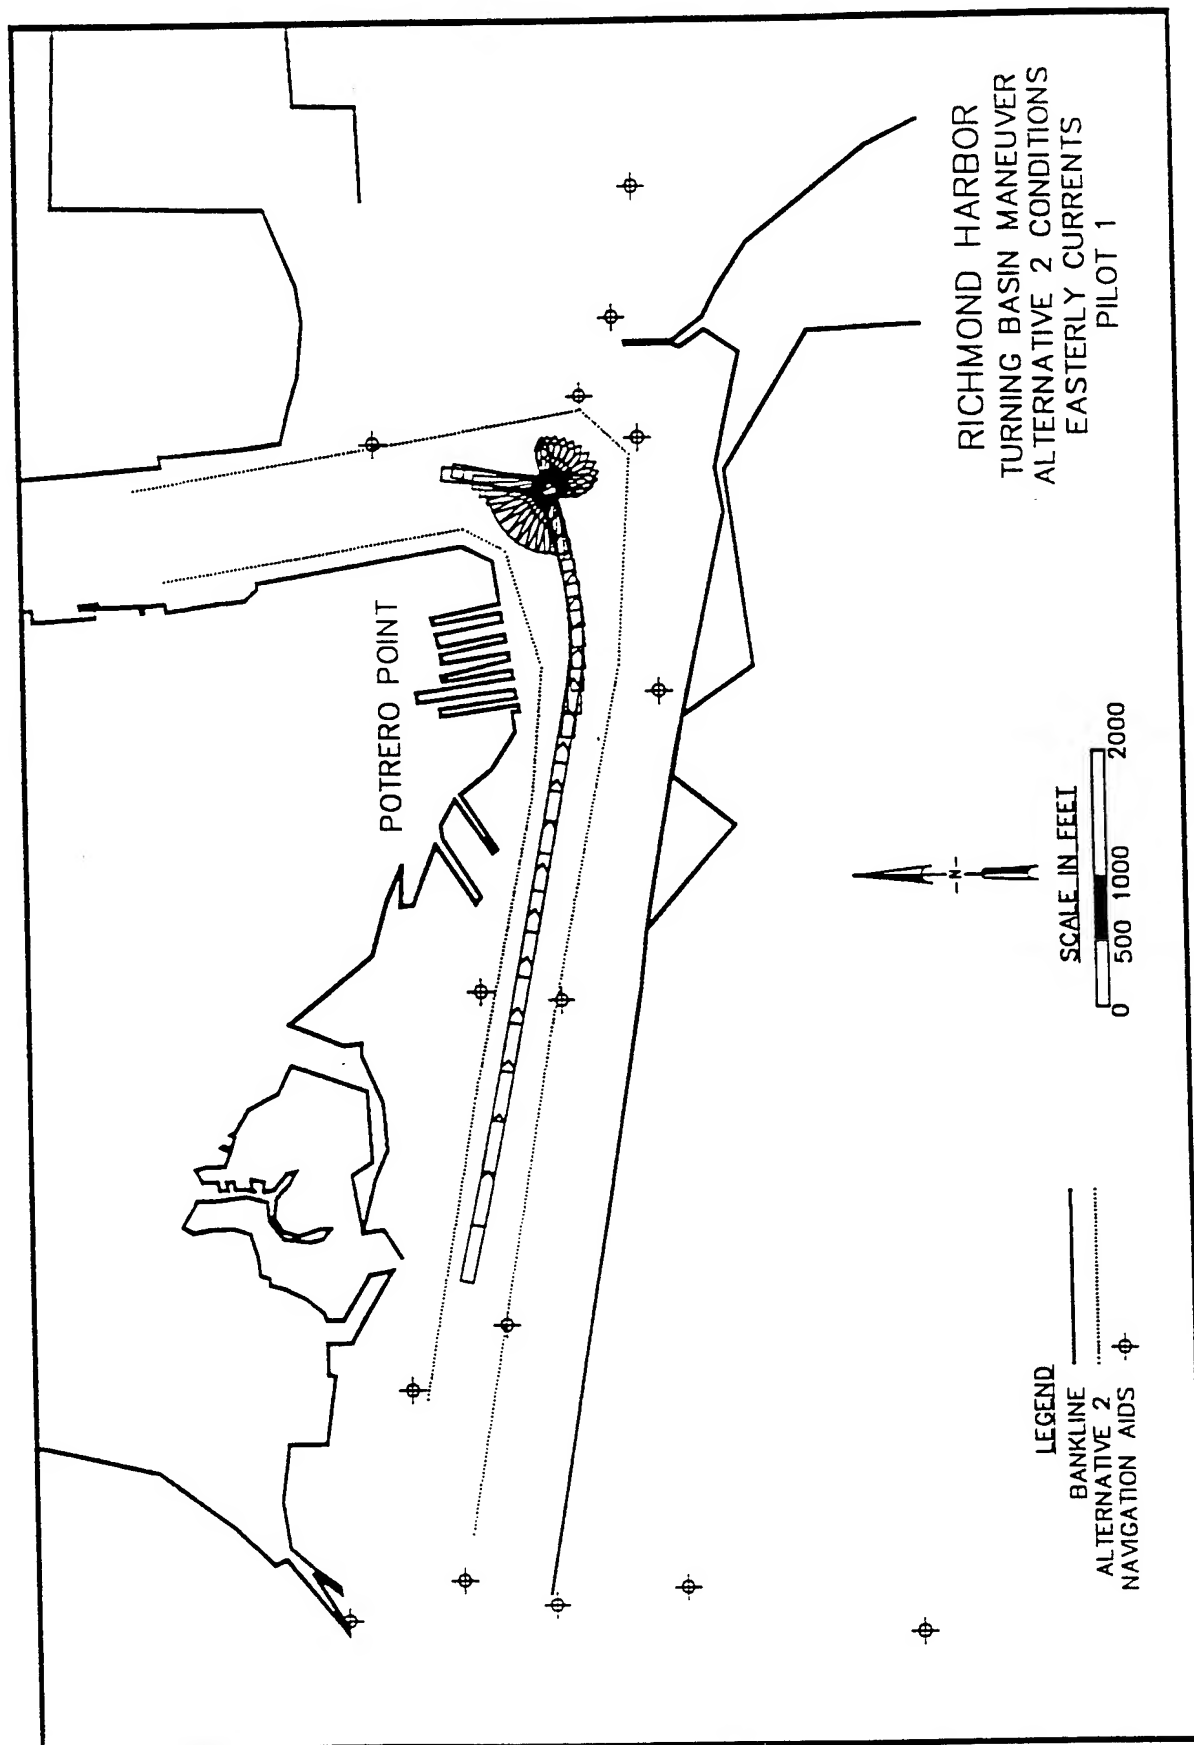 POTRERO POINT
RICHMOND HARBOR
TURNING BASIN MANEUVER
ALTERNATIVE 2 CONDITIONS
EASTERLY CURRENTS
PILOT 1
-N-
SCALE IN FEET
0 500 1000 2000
LEGEND
BANKLINE
ALTERNATIVE 2
NAVIGATION AIDS